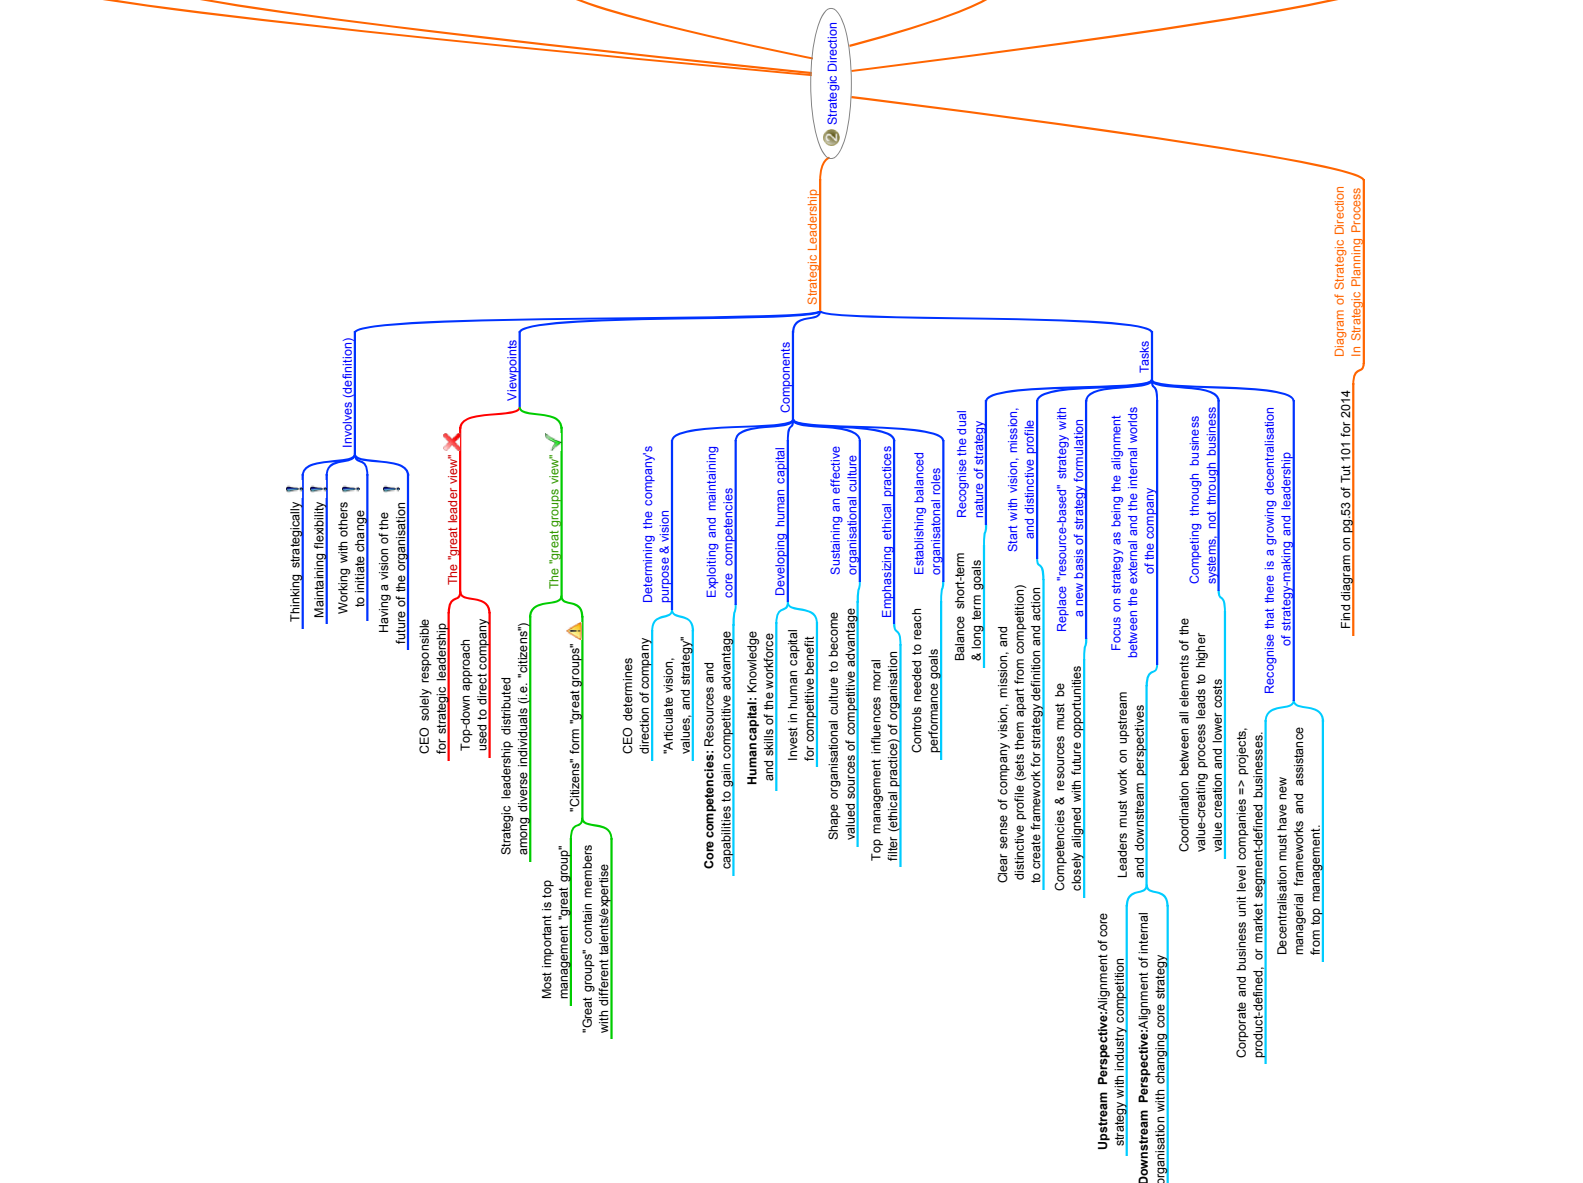 Strategic Direction
Strategic Leadership
Involves (definition)
Thinking strategically
Maintaining flexibility
Working with others
to initiate change
Having a vision of the
future of the organisation
Viewpoints
The "great leader view"
CEO solely responsible
for strategic leadership
Top-down approach
used to direct company
The "great groups view"
Strategic leadership distributed
among diverse individuals (i.e. "citizens")
"Citizens" form "great groups"
Most important is top
management "great group"
"Great groups" contain members
with different talents/expertise
Components
Determining the company's
purpose & vision
CEO determines
direction of company
"Articulate vision,
values, and strategy"
Exploiting and maintaining
core competencies
Core competencies: Resources and
capabilities to gain competitive advantage
Developing human capital
Human capital: Knowledge
and skills of the workforce
Invest in human capital
for competitive benefit
Sustaining an effective
organisational culture
Shape organisational culture to become
valued sources of competitive advantage
Emphasizing ethical practices
Top management influences moral
filter (ethical practice) of organisation
Establishing balanced
organisatonal roles
Controls needed to reach
performance goals
Tasks
Recognise the dual
nature of strategy
Balance short-term
& long term goals
Start with vision, mission,
and distinctive profile
Clear sense of company vision, mission, and
distinctive profile (sets them apart from competition)
to create framework for strategy definition and action
Replace "resource-based" strategy with
a new basis of strategy formulation
Competencies & resources must be
closely aligned with future opportunities
Focus on strategy as being the alignment
between the external and the internal worlds
of the company
Leaders must work on upstream
and downstream perspectives
Upstream Perspective:Alignment of core
strategy with industry competition
Downstream Perspective:Alignment of internal
organisation with changing core strategy
Competing through business
systems, not through business
Coordination between all elements of the
value-creating process leads to higher
value creation and lower costs
Recognise that there is a growing decentralisation
of strategy-making and leadership
Corporate and business unit level companies => projects,
product-defined, or market segment-defined businesses.
Decentralisation must have new
managerial frameworks and assistance
from top management.
Diagram of Strategic Direction
In Strategic Planning Process
Find diagram on pg.53 of Tut 101 for 2014